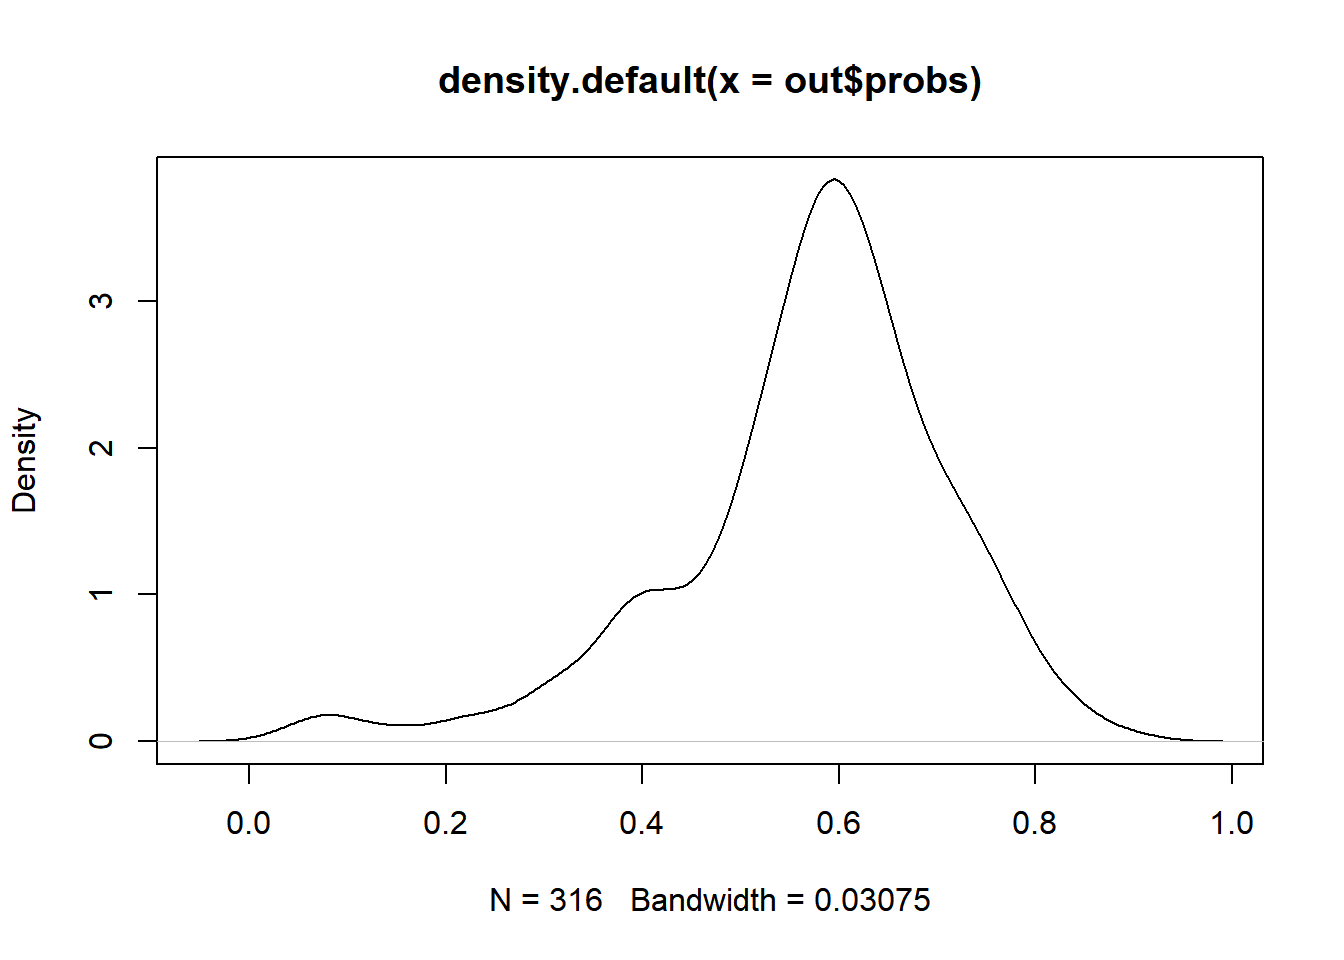 density.default(x = out$probs)
Density
3
2
1
0
0.0 0.2 0.4 0.6 0.8 1.0
N = 316 Bandwidth = 0.03075